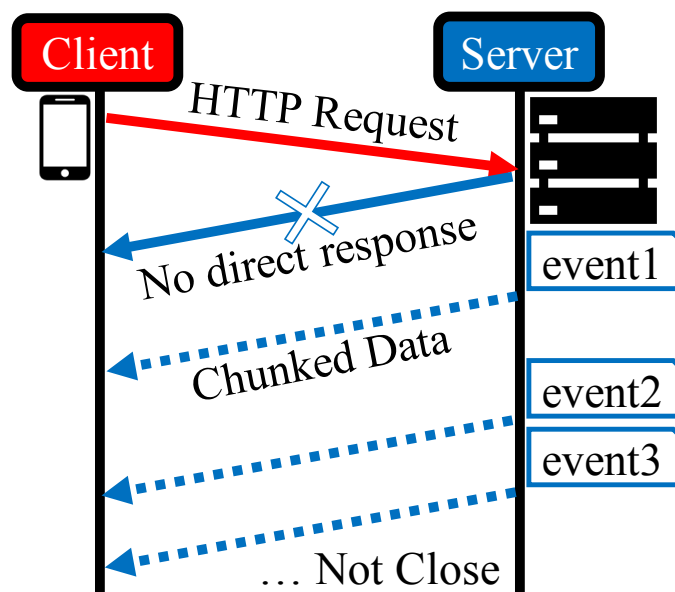 Client
Server
HTTP Request
No direct response
event1
Chunked Data
event2
event3
... Not Close